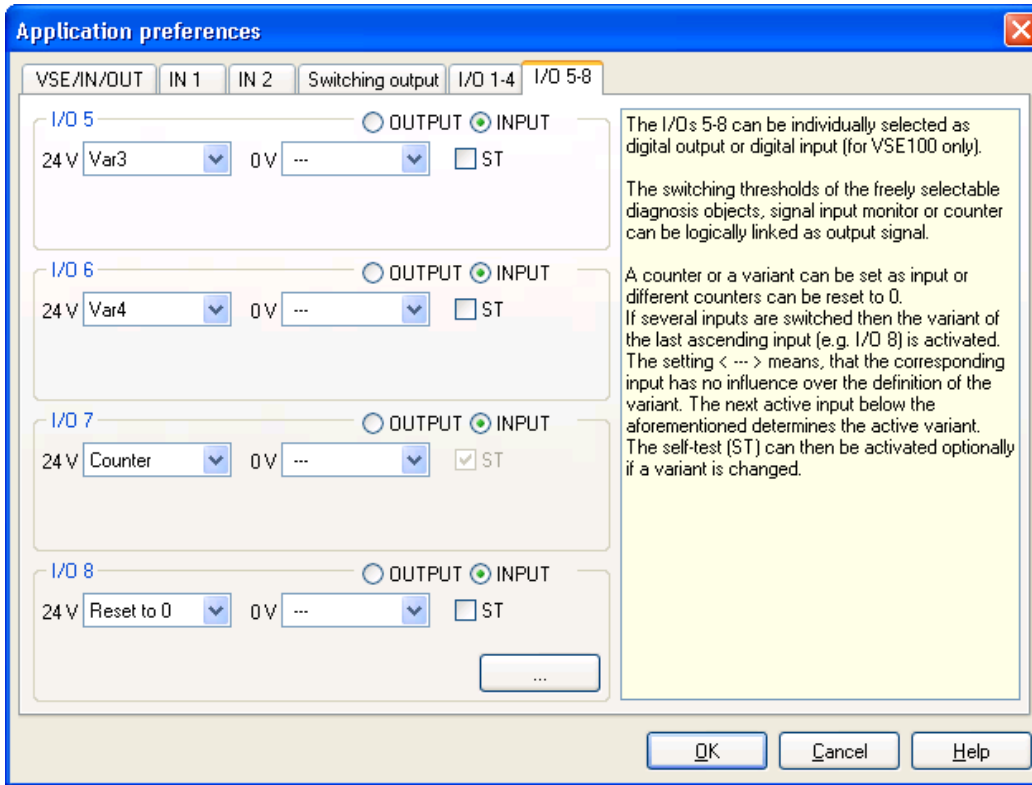 Application preferences
VSE/IN/OUT IN 1 IN 2 Switching output I/O 1-4 I/O 5-8
I/O 5 OUTPUT INPUT
24 V Var3 0 V --- ST
I/O 6 OUTPUT INPUT
24 V Var4 0 V --- ST
I/O 7 OUTPUT INPUT
24 V Counter 0 V --- ST
I/O 8 OUTPUT INPUT
24 V Reset to 0 0 V --- ST
...
The I/Os 5-8 can be individually selected as
digital output or digital input (for VSE100 only).
The switching thresholds of the freely selectable
diagnosis objects, signal input monitor or counter
can be logically linked as output signal.
A counter or a variant can be set as input or
different counters can be reset to 0.
If several inputs are switched then the variant of
the last ascending input (e.g. I/O 8) is activated.
The setting < --- > means, that the corresponding
input has no influence over the definition of the
variant. The next active input below the
aforementioned determines the active variant.
The self-test (ST) can then be activated optionally
if a variant is changed.
OK Cancel Help